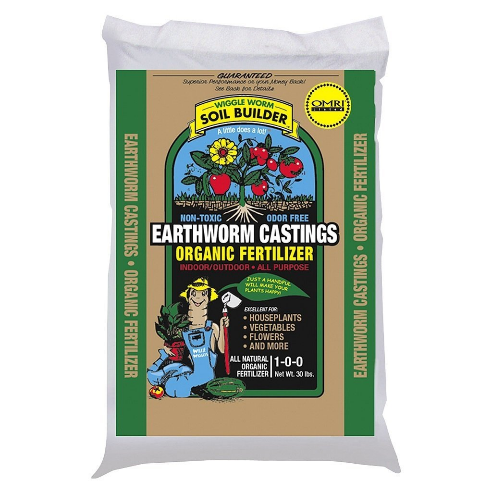 GUARANTEED
Superior Performance or your Money Back!
See Back for Details
WIGGLE WORM
SOIL BUILDER
A little does a lot!
OMRI
LISTED
NON-TOXIC ODOR FREE
EARTHWORM CASTINGS
ORGANIC FERTILIZER
INDOOR/OUTDOOR • ALL PURPOSE
JUST A HANDFUL
WILL MAKE YOUR
PLANTS HAPPY!
EXCELLENT FOR:
• HOUSEPLANTS
• VEGETABLES
• FLOWERS
• AND MORE
WILLIE
WIGGLE
ALL NATURAL
ORGANIC
FERTILIZER
1-0-0
Net Wt. 30 lbs.
EARTHWORM CASTINGS • ORGANIC FERTILIZER
EARTHWORM CASTINGS • ORGANIC FERTILIZER